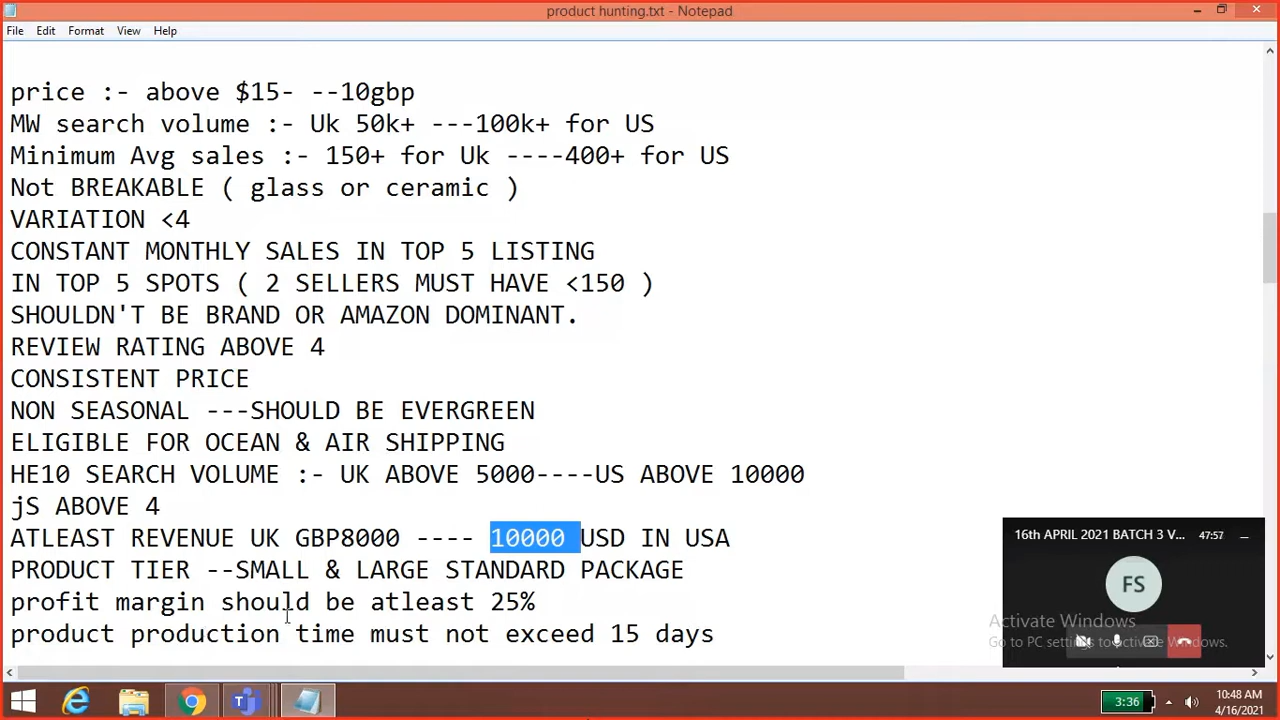 product hunting.txt - Notepad
File Edit Format View Help
price :- above $15- --10gbp
MW search volume :- Uk 50k+ ---100k+ for US
Minimum Avg sales :- 150+ for Uk ----400+ for US
Not BREAKABLE ( glass or ceramic )
VARIATION <4
CONSTANT MONTHLY SALES IN TOP 5 LISTING
IN TOP 5 SPOTS ( 2 SELLERS MUST HAVE <150 )
SHOULDN'T BE BRAND OR AMAZON DOMINANT.
REVIEW RATING ABOVE 4
CONSISTENT PRICE
NON SEASONAL ---SHOULD BE EVERGREEN
ELIGIBLE FOR OCEAN & AIR SHIPPING
HE10 SEARCH VOLUME :- UK ABOVE 5000----US ABOVE 10000
jS ABOVE 4
ATLEAST REVENUE UK GBP8000 ---- 10000 USD IN USA
PRODUCT TIER --SMALL & LARGE STANDARD PACKAGE
profit margin should be atleast 25%
product production time must not exceed 15 days
16th APRIL 2021 BATCH 3 V... 47:57
FS
Activate Windows
Go to PC settings to activate Windows.
3:36
10:48 AM
4/16/2021